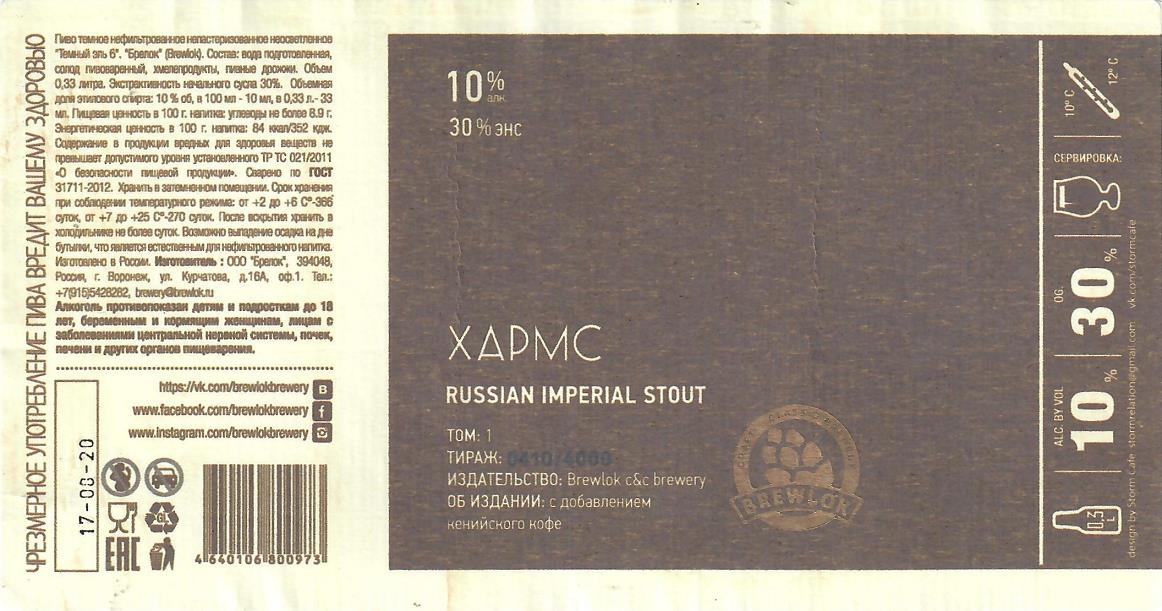 ЧРЕЗМЕРНОЕ УПОТРЕБЛЕНИЕ ПИВА ВРЕДИТ ВАШЕМУ ЗДОРОВЬЮ
Пиво темное нефильтрованное непастеризованное неосветленное
"Темный эль 6". "Брелок" (Brewlok). Состав: вода подготовленная,
солод пивоваренный, хмелепродукты, пивные дрожжи. Объем
0,33 литра. Экстрактивность начального сусла 30%. Объемная
доля этилового спирта: 10 % об, в 100 мл - 10 мл, в 0,33 л.- 33
мл. Пищевая ценность в 100 г. напитка: углеводы не более 8.9 г.
Энергетическая ценность в 100 г. напитка: 84 ккал/352 кдж.
Содержание в продукции вредных для здоровья веществ не
превышает допустимого уровня установленного ТР ТС 021/2011
«О безопасности пищевой продукции». Сварено по ГОСТ
31711-2012. Хранить в затемненном помещении. Срок хранения
при соблюдении температурного режима: от +2 до +6 С°-366
суток, от +7 до +25 С°-270 суток. После вскрытия хранить в
холодильнике не более суток. Возможно выпадение осадка на дне
бутылки, что является естественным для нефильтрованного напитка.
Изготовлено в России. Изготовитель : ООО "Брелок", 394048,
Россия, г. Воронеж, ул. Курчатова, д.16А, оф.1. Тел.:
+7(915)5428282, brewery@brewlok.ru
Алкоголь противопоказан детям и подросткам до 18
лет, беременным и кормящим женщинам, лицам с
заболеваниями центральной нервной системы, почек,
печени и других органов пищеварения.
https://vk.com/brewlokbrewery
www.facebook.com/brewlokbrewery
www.instagram.com/brewlokbrewery
17-08-20
GL
EAC
4 640106 800973
10%
алк.
30% ЭНС
ХАРМС
RUSSIAN IMPERIAL STOUT
ТОМ: 1
ТИРАЖ: 0410/4000
ИЗДАТЕЛЬСТВО: Brewlok c&c brewery
ОБ ИЗДАНИИ: с добавлением
кенийского кофе
CRAFT & CLASSIC BREWERY
BREWLOK
10° C
12° C
СЕРВИРОВКА:
OG.
30%
ALC. BY VOL
10%
0.3 L
design by Storm Cafe stormrelation@gmail.com vk.com/stormcafe